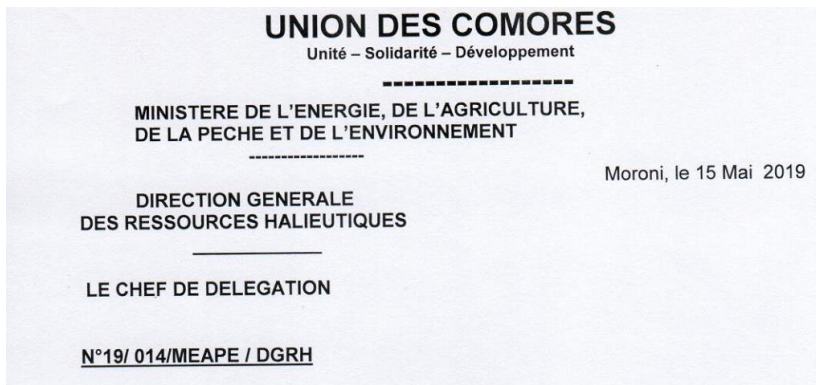 UNION DES COMORES
Unité – Solidarité – Développement
-------------------
MINISTERE DE L'ENERGIE, DE L'AGRICULTURE,
DE LA PECHE ET DE L'ENVIRONNEMENT
------------------
Moroni, le 15 Mai 2019
DIRECTION GENERALE
DES RESSOURCES HALIEUTIQUES
LE CHEF DE DELEGATION
N°19/ 014/MEAPE / DGRH